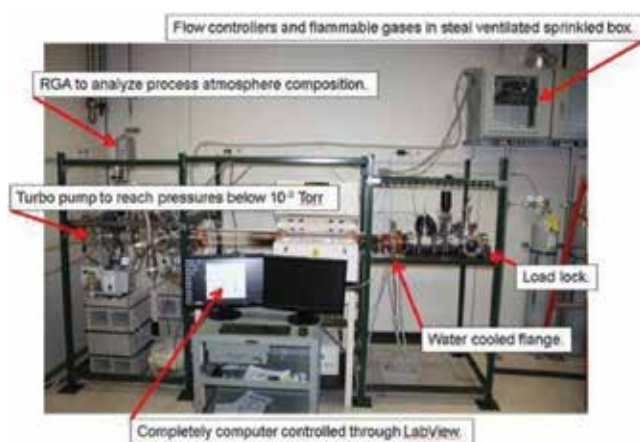 Flow controllers and flammable gases in steal ventilated sprinkled box.
RGA to analyze process atmosphere composition.
Turbo pump to reach pressures below 10 Torr
Load lock.
Water cooled flange.
Completely computer controlled through LabView.